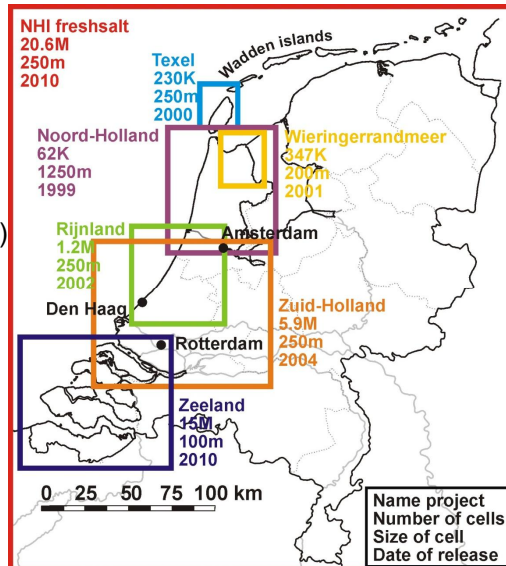 NHI freshsalt
20.6M
250m
2010
Wadden islands
Texel
230K
250m
2000
Noord-Holland
62K
1250m
1999
Wieringerrandmeer
347K
200m
2001
)
Rijnland
1.2M
250m
2002
Amsterdam
Den Haag
Zuid-Holland
5.9M
250m
2004
Rotterdam
Zeeland
15M
100m
2010
0 25 50 75 100 km
Name project
Number of cells
Size of cell
Date of release